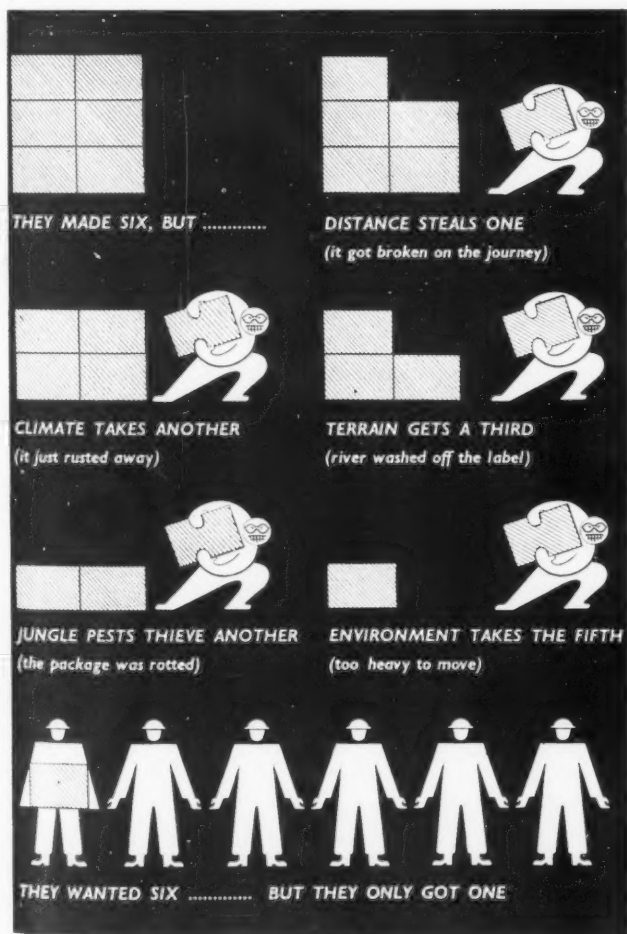 THEY MADE SIX, BUT .............
DISTANCE STEALS ONE
(it got broken on the journey)
CLIMATE TAKES ANOTHER
(it just rusted away)
TERRAIN GETS A THIRD
(river washed off the label)
JUNGLE PESTS THIEVE ANOTHER
(the package was rotted)
ENVIRONMENT TAKES THE FIFTH
(too heavy to move)
THEY WANTED SIX ............. BUT THEY ONLY GOT ONE